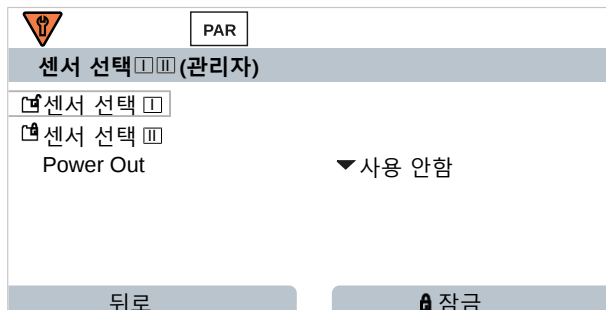 PAR
센서 선택ⅠⅡ(관리자)
센서 선택 Ⅰ
센서 선택 Ⅱ
Power Out 사용 안함
뒤로 잠금